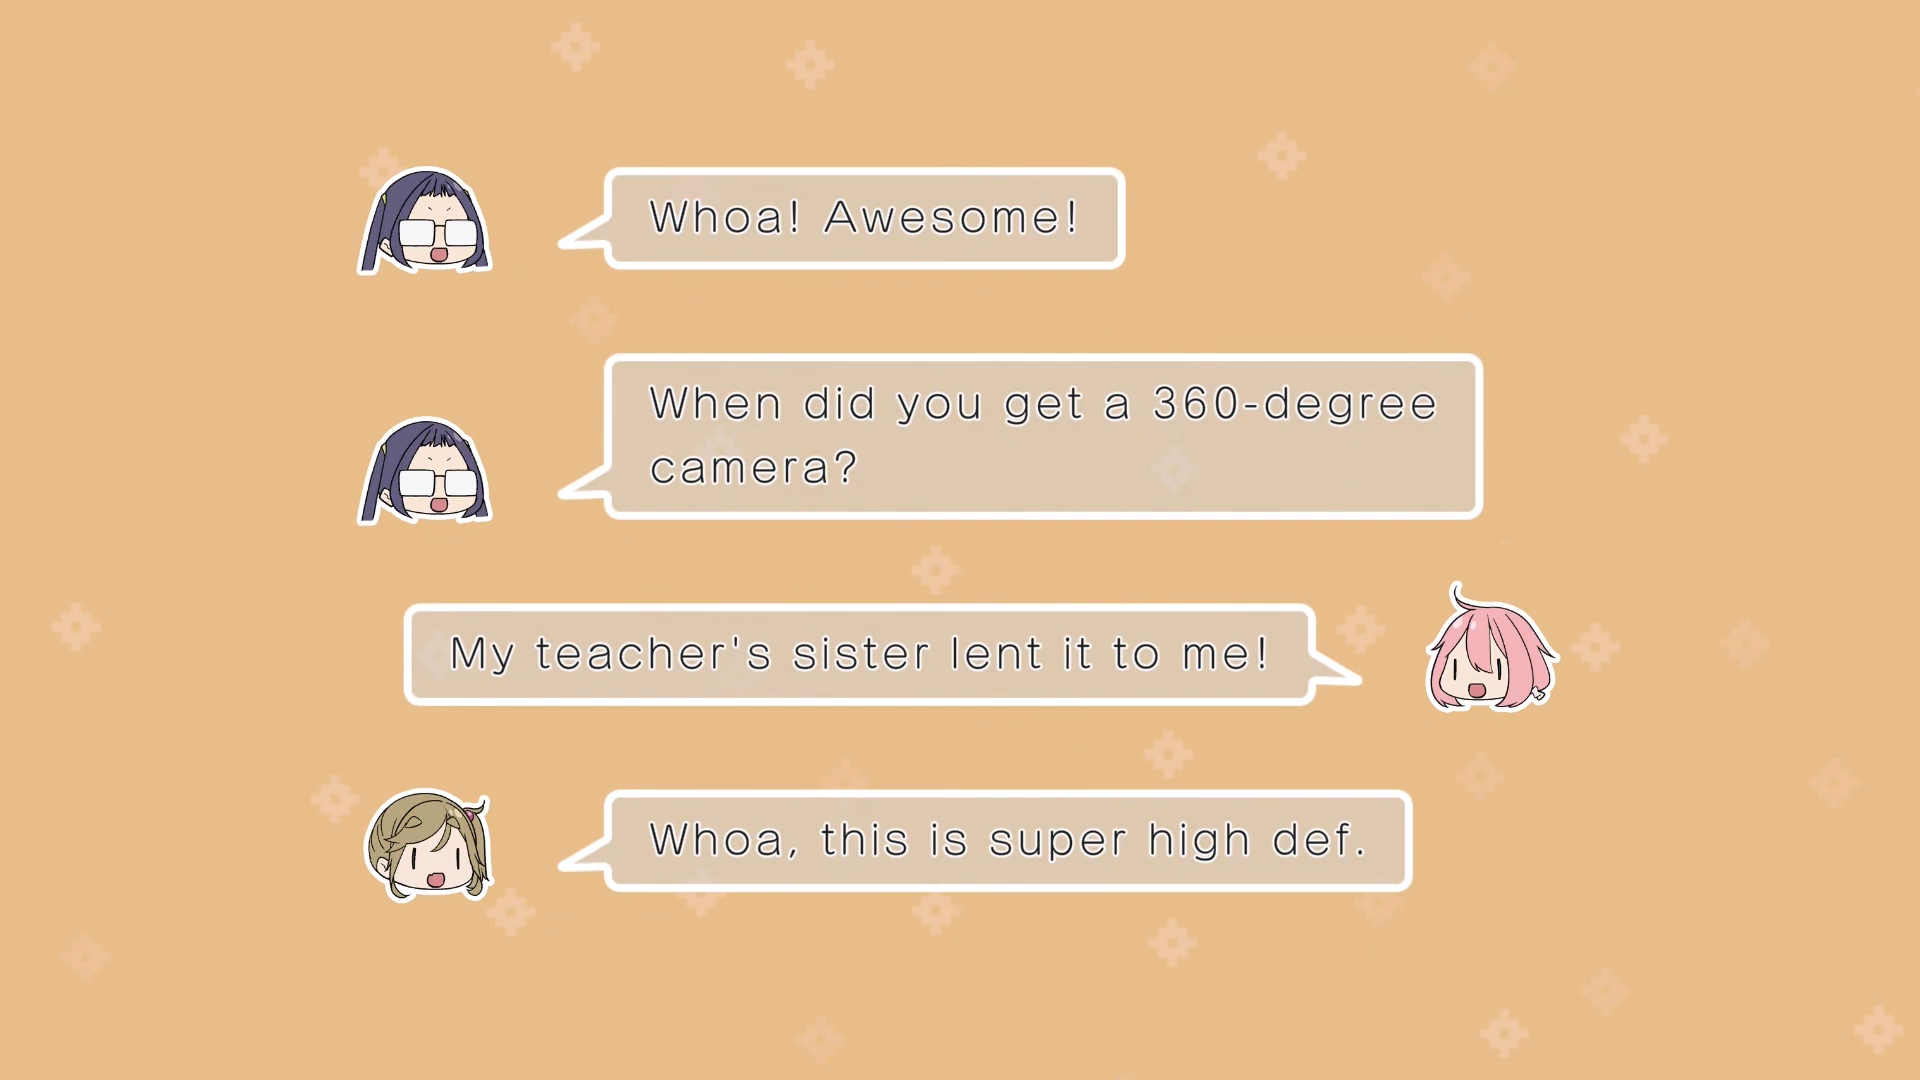 Whoa! Awesome!
When did you get a 360-degree
camera?
My teacher's sister lent it to me!
Whoa, this is super high def.